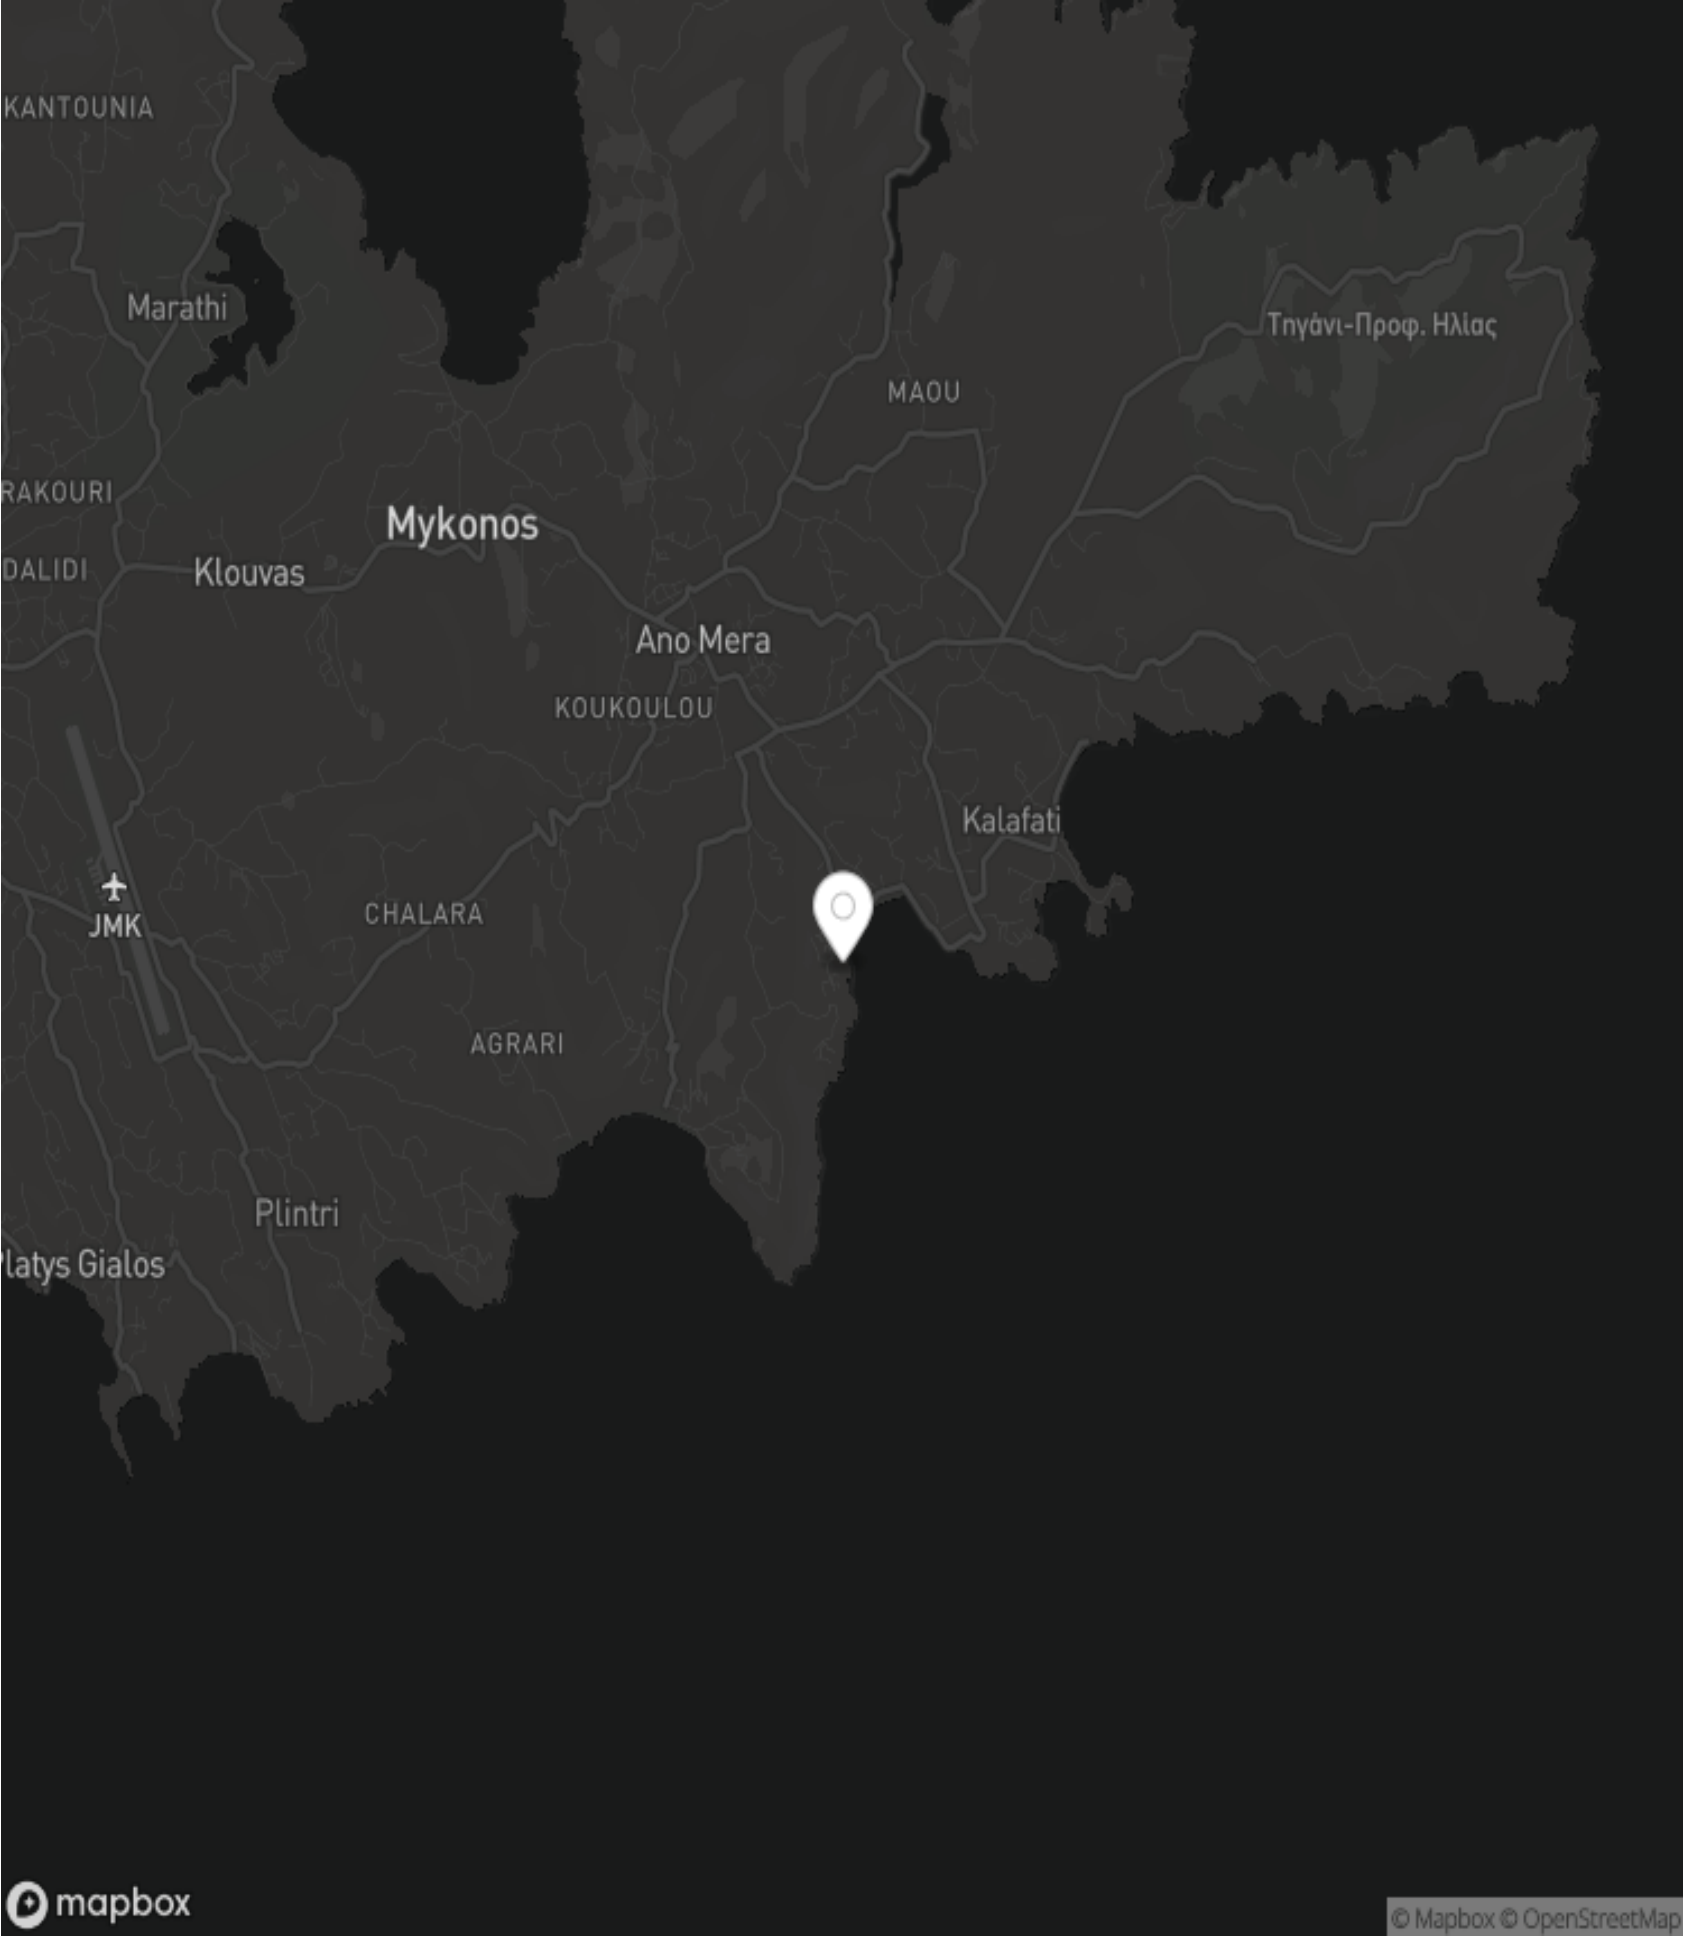 KANTOUNIA
Marathi
Τηγάνι-Προφ. Ηλίας
MAOU
RAKOURI
Mykonos
DALIDI
Klouvas
Ano Mera
KOUKOULOU
Kalafati
JMK
CHALARA
AGRARI
Plintri
latys Gialos
mapbox
© Mapbox © OpenStreetMap